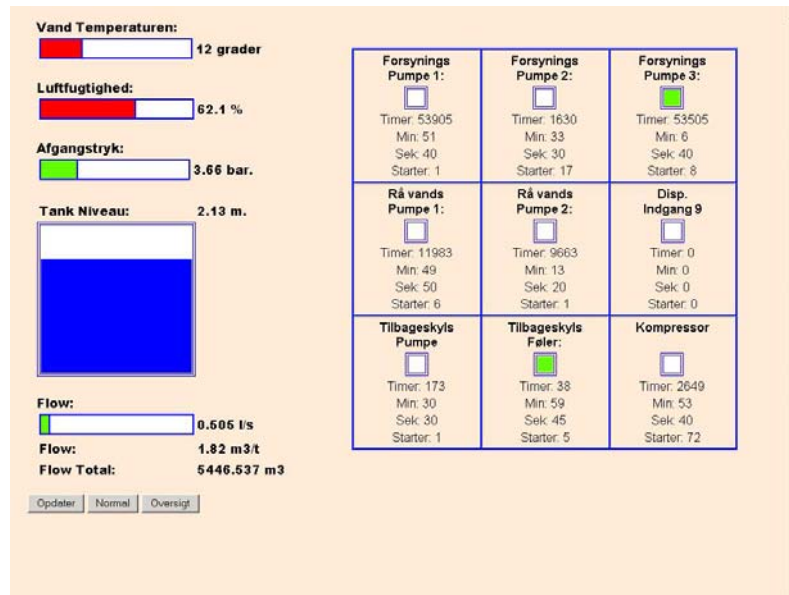 Vand Temperaturen:
12 grader
Luftfugtighed:
62.1 %
Afgangstryk:
3.66 bar.
Tank Niveau: 2.13 m.
Flow:
0.505 l/s
Flow: 1.82 m3/t
Flow Total: 5446.537 m3
Opdater Normal Oversigt
Forsynings
Pumpe 1:
Timer: 53905
Min: 51
Sek: 40
Starter: 1
Forsynings
Pumpe 2:
Timer: 1630
Min: 33
Sek: 30
Starter: 17
Forsynings
Pumpe 3:
Timer: 53505
Min: 6
Sek: 40
Starter: 8
Rå vands
Pumpe 1:
Timer: 11983
Min: 49
Sek: 50
Starter: 6
Rå vands
Pumpe 2:
Timer: 9663
Min: 13
Sek: 20
Starter: 1
Disp.
Indgang 9
Timer: 0
Min: 0
Sek: 0
Starter: 0
Tilbageskyls
Pumpe
Timer: 173
Min: 30
Sek: 30
Starter: 1
Tilbageskyls
Føler:
Timer: 38
Min: 59
Sek: 45
Starter: 5
Kompressor
Timer: 2649
Min: 53
Sek: 40
Starter: 72